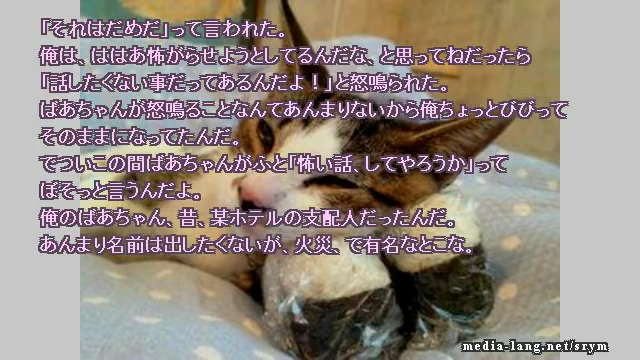 「それはだめだ」って言われた。
俺は、ははあ怖がらせようとしてるんだな、と思ってねだったら
「話したくない事だってあるんだよ！」と怒鳴られた。
ばあちゃんが怒鳴ることなんてあんまりないから俺ちょっとびびって
そのままになってたんだ。
でついこの間ばあちゃんがふと「怖い話、してやろうか」って
ぼそっと言うんだよ。
俺のばあちゃん、昔、某ホテルの支配人だったんだ。
あんまり名前は出したくないが、火災、で有名なとこな。
media-lang.net/srym